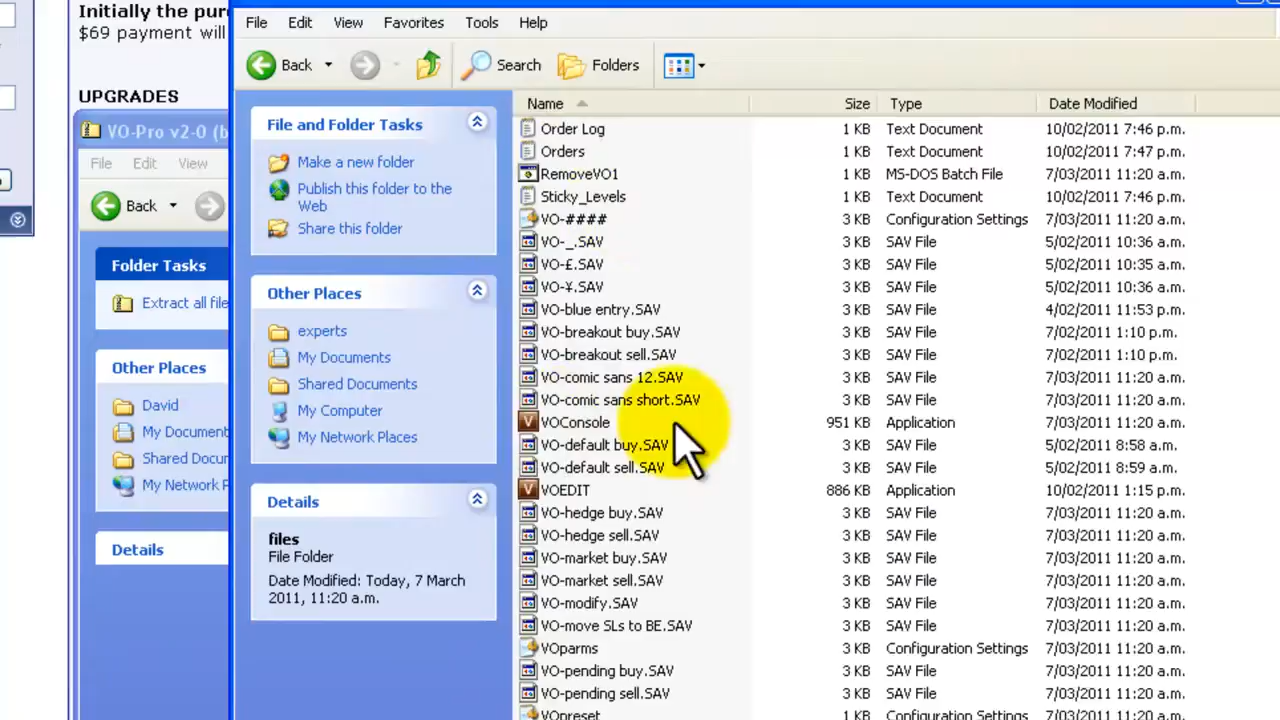 Initially the pur
$69 payment will
UPGRADES
VO-Pro v2-0 (b
File Edit View
Back
Folder Tasks
Extract all file
Other Places
David
My Document
Shared Docur
My Network P
Details
File Edit View Favorites Tools Help
Back Search Folders
File and Folder Tasks
Make a new folder
Publish this folder to the
Web
Share this folder
Other Places
experts
My Documents
Shared Documents
My Computer
My Network Places
Details
files
File Folder
Date Modified: Today, 7 March
2011, 11:20 a.m.
Name Size Type Date Modified
Order Log 1 KB Text Document 10/02/2011 7:46 p.m.
Orders 1 KB Text Document 10/02/2011 7:47 p.m.
RemoveVO1 1 KB MS-DOS Batch File 7/03/2011 11:20 a.m.
Sticky_Levels 1 KB Text Document 7/03/2011 11:20 a.m.
VO-#### 3 KB Configuration Settings 7/03/2011 11:20 a.m.
VO-_.SAV 3 KB SAV File 5/02/2011 10:36 a.m.
VO-£.SAV 3 KB SAV File 5/02/2011 10:35 a.m.
VO-¥.SAV 3 KB SAV File 5/02/2011 10:36 a.m.
VO-blue entry.SAV 3 KB SAV File 4/02/2011 11:53 p.m.
VO-breakout buy.SAV 3 KB SAV File 7/02/2011 1:10 p.m.
VO-breakout sell.SAV 3 KB SAV File 7/02/2011 1:10 p.m.
VO-comic sans 12.SAV 3 KB SAV File 7/03/2011 11:20 a.m.
VO-comic sans short.SAV 3 KB SAV File 7/03/2011 11:20 a.m.
VOConsole 951 KB Application 7/03/2011 11:20 a.m.
VO-default buy.SAV 3 KB SAV File 5/02/2011 8:58 a.m.
VO-default sell.SAV 3 KB SAV File 5/02/2011 8:59 a.m.
VOEDIT 886 KB Application 10/02/2011 1:15 p.m.
VO-hedge buy.SAV 3 KB SAV File 7/03/2011 11:20 a.m.
VO-hedge sell.SAV 3 KB SAV File 7/03/2011 11:20 a.m.
VO-market buy.SAV 3 KB SAV File 7/03/2011 11:20 a.m.
VO-market sell.SAV 3 KB SAV File 7/03/2011 11:20 a.m.
VO-modify.SAV 3 KB SAV File 7/03/2011 11:20 a.m.
VO-move SLs to BE.SAV 3 KB SAV File 7/03/2011 11:20 a.m.
VOparms 3 KB Configuration Settings 7/03/2011 11:20 a.m.
VO-pending buy.SAV 3 KB SAV File 7/03/2011 11:20 a.m.
VO-pending sell.SAV 3 KB SAV File 7/03/2011 11:20 a.m.
VOpreset 1 KB Configuration Settings 7/03/2011 11:20 a.m.